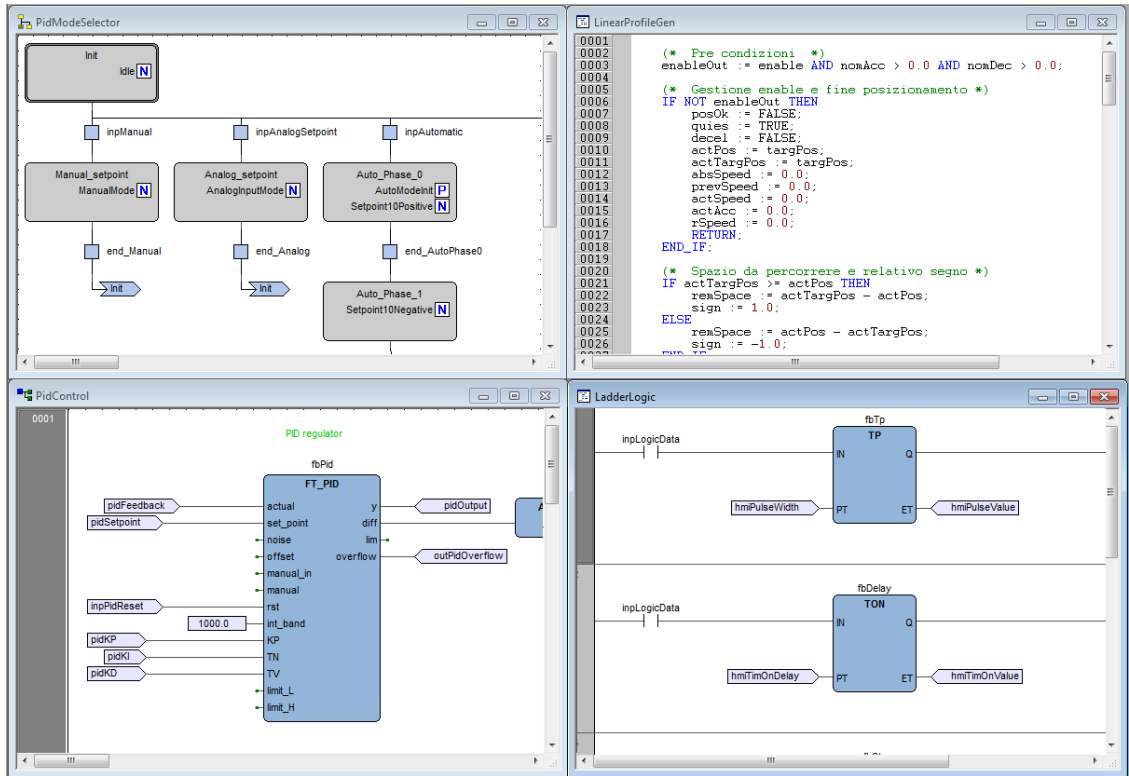 PidModeSelector
Init
Idle N
inpManual
inpAnalogSetpoint
inpAutomatic
Manual_setpoint
ManualMode N
Analog_setpoint
AnalogInputMode N
Auto_Phase_0
AutoModeInit P
Setpoint10Positive N
end_Manual
end_Analog
end_AutoPhase0
Init
Init
Auto_Phase_1
Setpoint10Negative N
LinearProfileGen
0001
0002 (* Pre condizioni *)
0003 enableOut := enable AND nomAcc > 0.0 AND nomDec > 0.0;
0004
0005 (* Gestione enable e fine posizionamento *)
0006 IF NOT enableOut THEN
0007 posOk := FALSE;
0008 quies := TRUE;
0009 decel := FALSE;
0010 actPos := targPos;
0011 actTargPos := targPos;
0012 absSpeed := 0.0;
0013 prevSpeed := 0.0;
0014 actSpeed := 0.0;
0015 actAcc := 0.0;
0016 rSpeed := 0.0;
0017 RETURN;
0018 END_IF;
0019
0020 (* Spazio da percorrere e relativo segno *)
0021 IF actTargPos >= actPos THEN
0022 remSpace := actTargPos - actPos;
0023 sign := 1.0;
0024 ELSE
0025 remSpace := actPos - actTargPos;
0026 sign := -1.0;
0027 END_IF
PidControl
0001
PID regulator
fbPid
FT_PID
pidFeedback actual y pidOutput
pidSetpoint set_point diff
noise lim
offset overflow outPidOverflow
manual_in
manual
inpPidReset rst
1000.0 int_band
pidKP KP
pidKI TN
pidKD TV
limit_L
limit_H
A
LadderLogic
fbTp
inpLogicData TP
IN Q
hmiPulseWidth PT ET hmiPulseValue
fbDelay
inpLogicData TON
IN Q
hmiTimOnDelay PT ET hmiTimOnValue